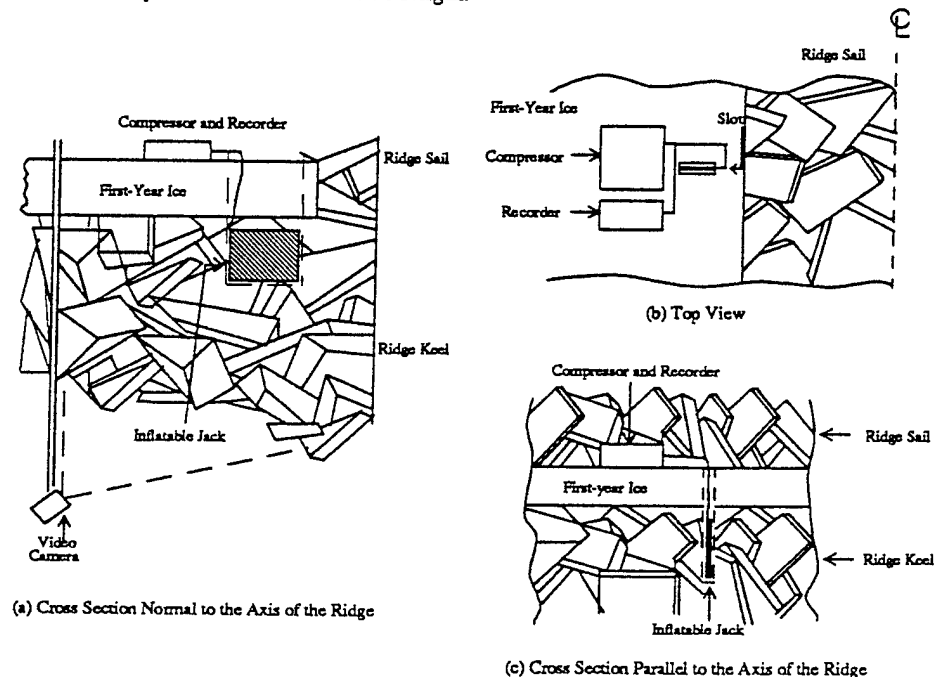 Compressor and Recorder
Ridge Sail
First-Year Ice
Ridge Keel
Inflatable Jack
Video
Camera
(a) Cross Section Normal to the Axis of the Ridge
Ridge Sail
First-Year Ice
Slot
Compressor
Recorder
(b) Top View
Compressor and Recorder
Ridge Sail
First-year Ice
Ridge Keel
Inflatable Jack
(c) Cross Section Parallel to the Axis of the Ridge